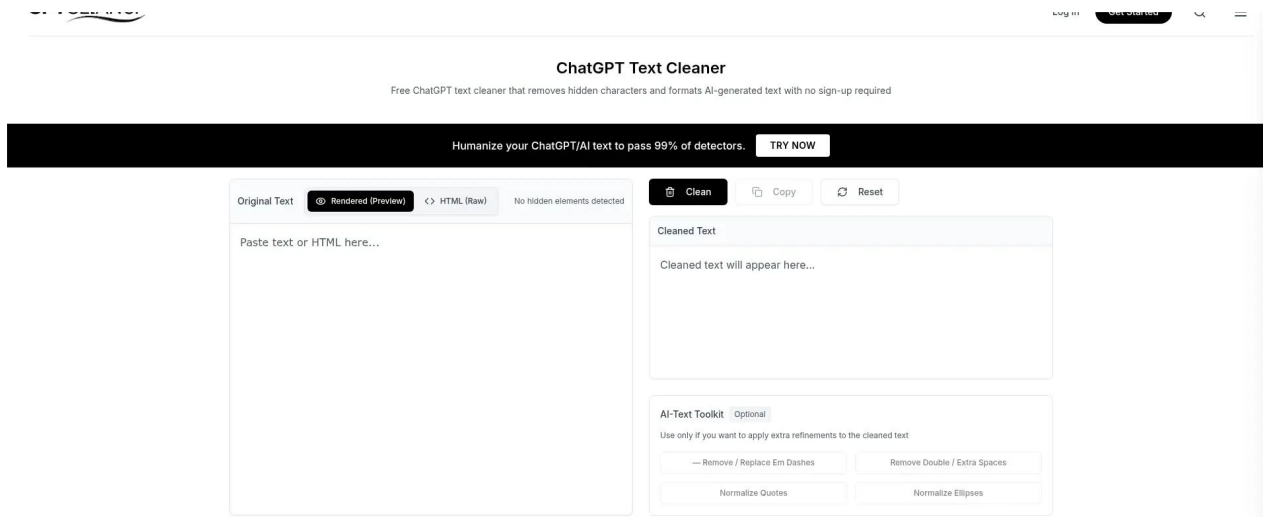 Log in Get Started
ChatGPT Text Cleaner
Free ChatGPT text cleaner that removes hidden characters and formats AI-generated text with no sign-up required
Humanize your ChatGPT/AI text to pass 99% of detectors. TRY NOW
Original Text Rendered (Preview) <> HTML (Raw) No hidden elements detected
Paste text or HTML here...
Clean Copy Reset
Cleaned Text
Cleaned text will appear here...
AI-Text Toolkit Optional
Use only if you want to apply extra refinements to the cleaned text
— Remove / Replace Em Dashes Remove Double / Extra Spaces
Normalize Quotes Normalize Ellipses